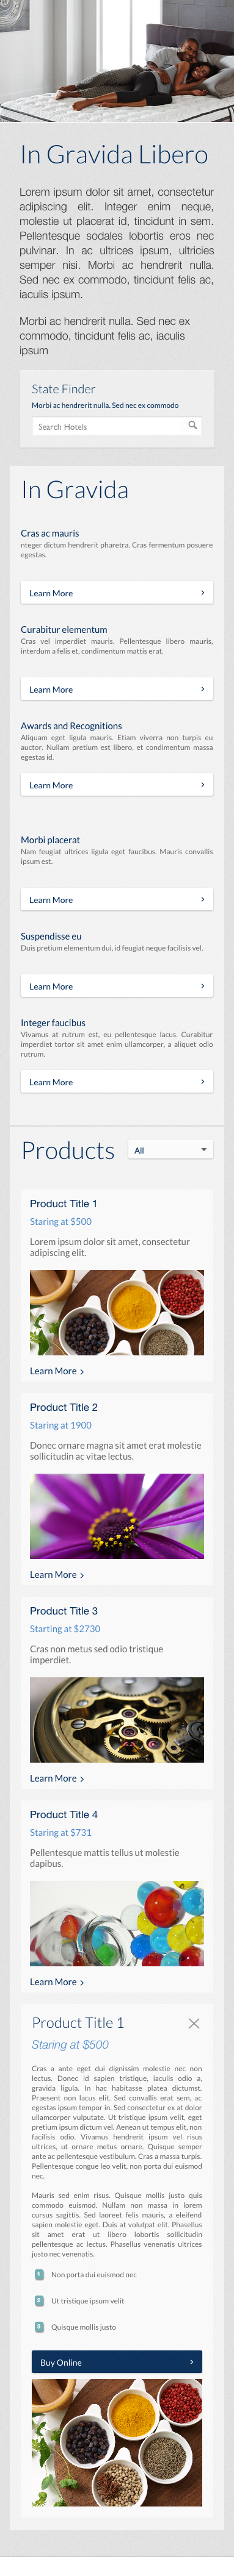 In Gravida Libero
Lorem ipsum dolor sit amet, consectetur
adipiscing elit. Integer enim neque,
molestie ut placerat id, tincidunt in sem.
Pellentesque sodales lobortis eros nec
pulvinar. In ac ultrices ipsum, ultricies
semper nisi. Morbi ac hendrerit nulla.
Sed nec ex commodo, tincidunt felis ac,
iaculis ipsum.
Morbi ac hendrerit nulla. Sed nec ex
commodo, tincidunt felis ac, iaculis
ipsum
State Finder
Morbi ac hendrerit nulla. Sed nec ex commodo
Search Hotels
In Gravida
Cras ac mauris
nteger dictum hendrerit pharetra. Cras fermentum posuere
egestas.
Learn More
Curabitur elementum
Cras vel imperdiet mauris. Pellentesque libero mauris,
interdum a felis et, condimentum mattis erat.
Learn More
Awards and Recognitions
Aliquam eget ligula mauris. Etiam viverra non turpis eu
auctor. Nullam pretium est libero, et condimentum massa
egestas id.
Learn More
Morbi placerat
Nam feugiat ultrices ligula eget faucibus. Mauris convallis
ipsum est.
Learn More
Suspendisse eu
Duis pretium elementum dui, id feugiat neque facilisis vel.
Learn More
Integer faucibus
Vivamus at rutrum est, eu pellentesque lacus. Curabitur
imperdiet tortor sit amet enim ullamcorper, a aliquet odio
rutrum.
Learn More
Products
All
Product Title 1
Staring at $500
Lorem ipsum dolor sit amet, consectetur
adipiscing elit.
Learn More
Product Title 2
Staring at 1900
Donec ornare magna sit amet erat molestie
sollicitudin ac vitae lectus.
Learn More
Product Title 3
Starting at $2730
Cras non metus sed odio tristique
imperdiet.
Learn More
Product Title 4
Staring at $731
Pellentesque mattis tellus ut molestie
dapibus.
Learn More
Product Title 1
Staring at $500
Cras a ante eget dui dignissim molestie nec non
lectus. Donec id sapien tristique, iaculis odio a,
gravida ligula. In hac habitasse platea dictumst.
Praesent non lacus elit. Sed convallis erat sem, ac
egestas ipsum tempor in. Sed consectetur ex at dolor
ullamcorper vulputate. Ut tristique ipsum velit, eget
pretium ipsum dictum vel. Aenean ut tempus elit, non
facilisis odio. Vivamus hendrerit ipsum vel risus
ultrices, ut ornare metus ornare. Quisque semper
ante ac pellentesque vestibulum. Cras a massa turpis.
Pellentesque congue leo velit, non porta dui euismod
nec.
Mauris sed enim risus. Quisque mollis justo quis
commodo euismod. Nullam non massa in lorem
cursus sagittis. Sed laoreet felis mauris, a eleifend
sapien molestie eget. Duis at volutpat elit. Phasellus
sit amet erat ut libero lobortis sollicitudin
pellentesque ac lectus. Phasellus venenatis ultrices
justo nec venenatis.
1 Non porta dui euismod nec
2 Ut tristique ipsum velit
3 Quisque mollis justo
Buy Online